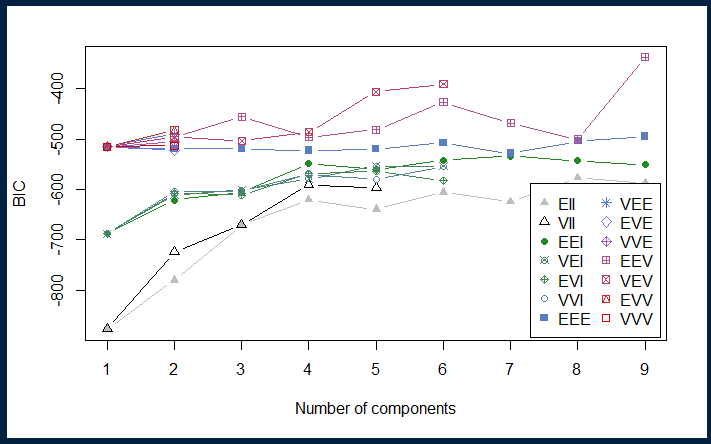 BIC
-400
-500
-600
-700
-800
1 2 3 4 5 6 7 8 9
Number of components
EII
VII
EEI
VEI
EVI
VVI
EEE
VEE
EVE
VVE
EEV
VEV
EVV
VVV